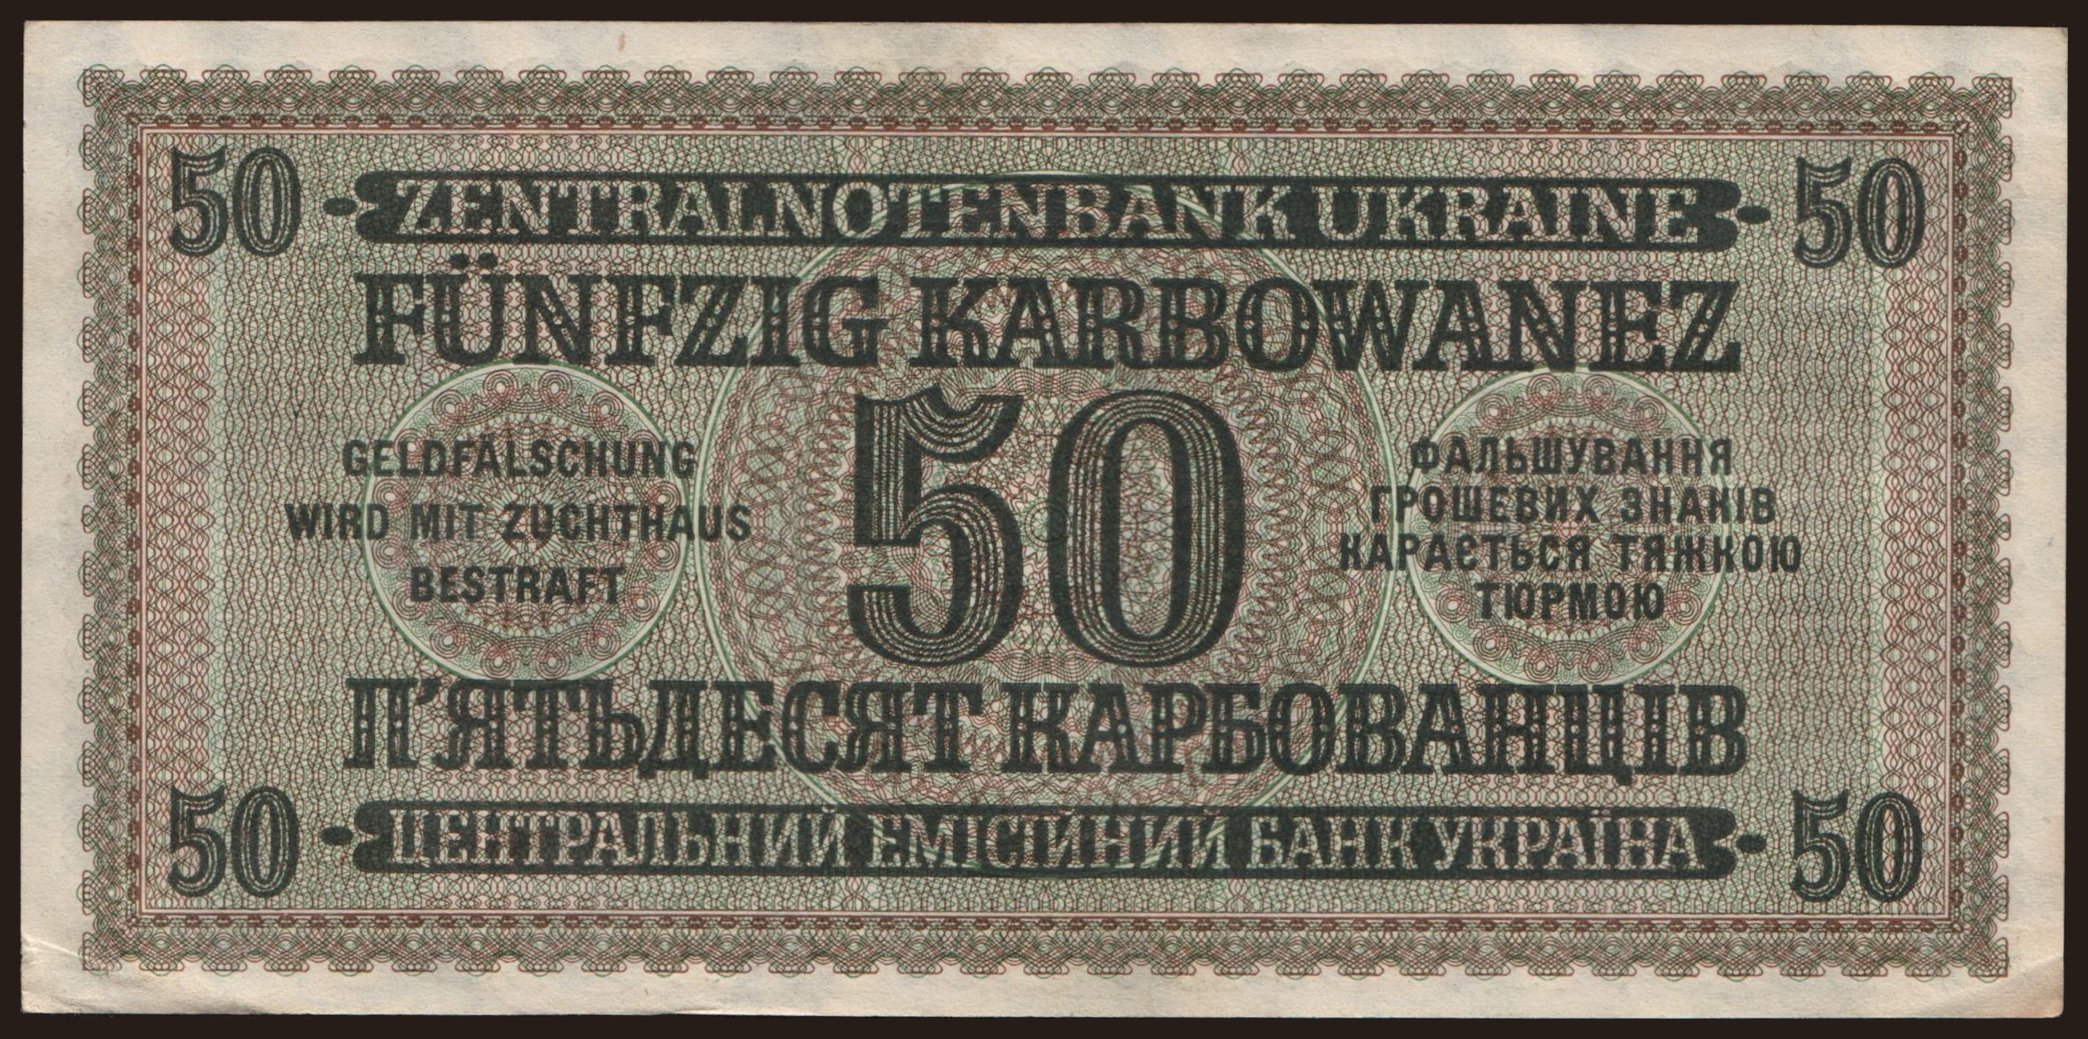 50 - ZENTRALNOTENBANK UKRAINE - 50
FÜNFZIG KARBOWANEZ
GELDFÄLSCHUNG
WIRD MIT ZUCHTHAUS
BESTRAFT
50
ФАЛЬШУВАННЯ
ГРОШЕВИХ ЗНАКІВ
КАРАЄТЬСЯ ТЯЖКОЮ
ТЮРМОЮ
П'ЯТЬДЕСЯТ КАРБОВАНЦІВ
50 - ЦЕНТРАЛЬНИЙ ЕМІСІЙНИЙ БАНК УКРАЇНА - 50